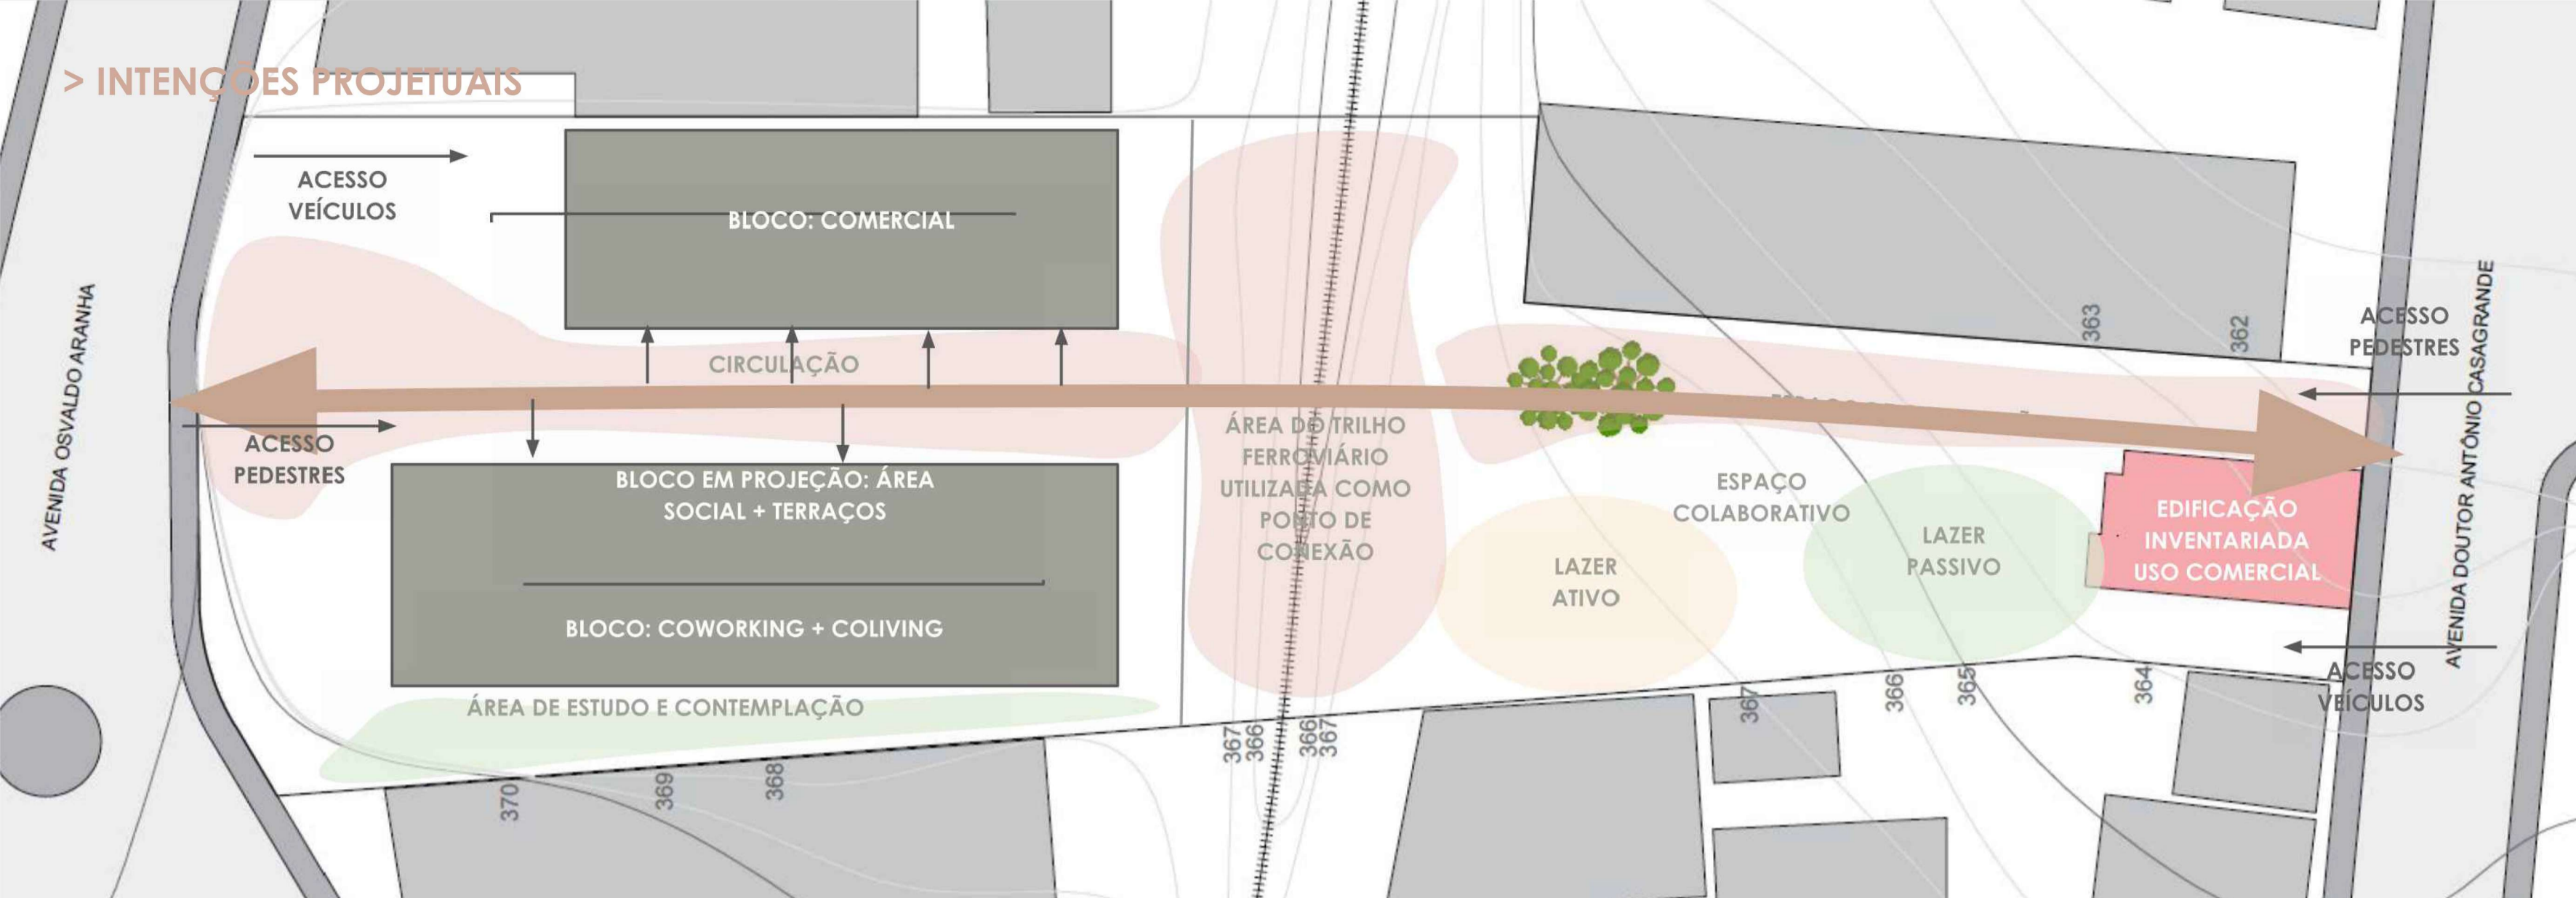 > INTENÇÕES PROJETUAIS
ACESSO
VEÍCULOS
BLOCO: COMERCIAL
AVENIDA OSVALDO ARANHA
CIRCULAÇÃO
ACESSO
PEDESTRES
BLOCO EM PROJEÇÃO: ÁREA
SOCIAL + TERRAÇOS
BLOCO: COWORKING + COLIVING
ÁREA DE ESTUDO E CONTEMPLAÇÃO
370
369
368
ÁREA DO TRILHO
FERROVIÁRIO
UTILIZADA COMO
PONTO DE
CONEXÃO
367
366
366
367
LAZER
ATIVO
ESPAÇO
COLABORATIVO
LAZER
PASSIVO
363
362
EDIFICAÇÃO
INVENTARIADA
USO COMERCIAL
367
366
365
364
ACESSO
PEDESTRES
AVENIDA DOUTOR ANTÔNIO CASAGRANDE
ACESSO
VEÍCULOS